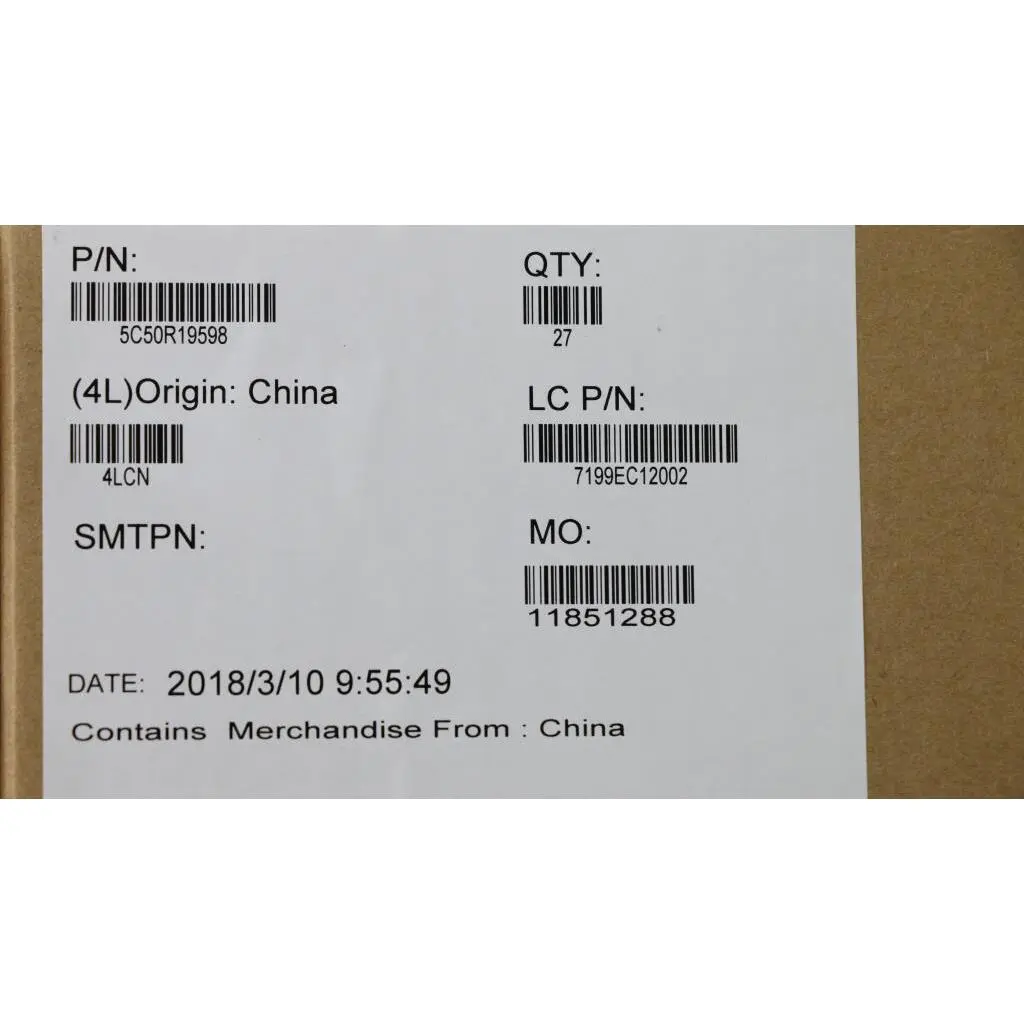 P/N:
5C50R19598
QTY:
27
(4L)Origin: China
4LCN
LC P/N:
7199EC12002
SMTPN:
MO:
11851288
DATE: 2018/3/10 9:55:49
Contains Merchandise From : China